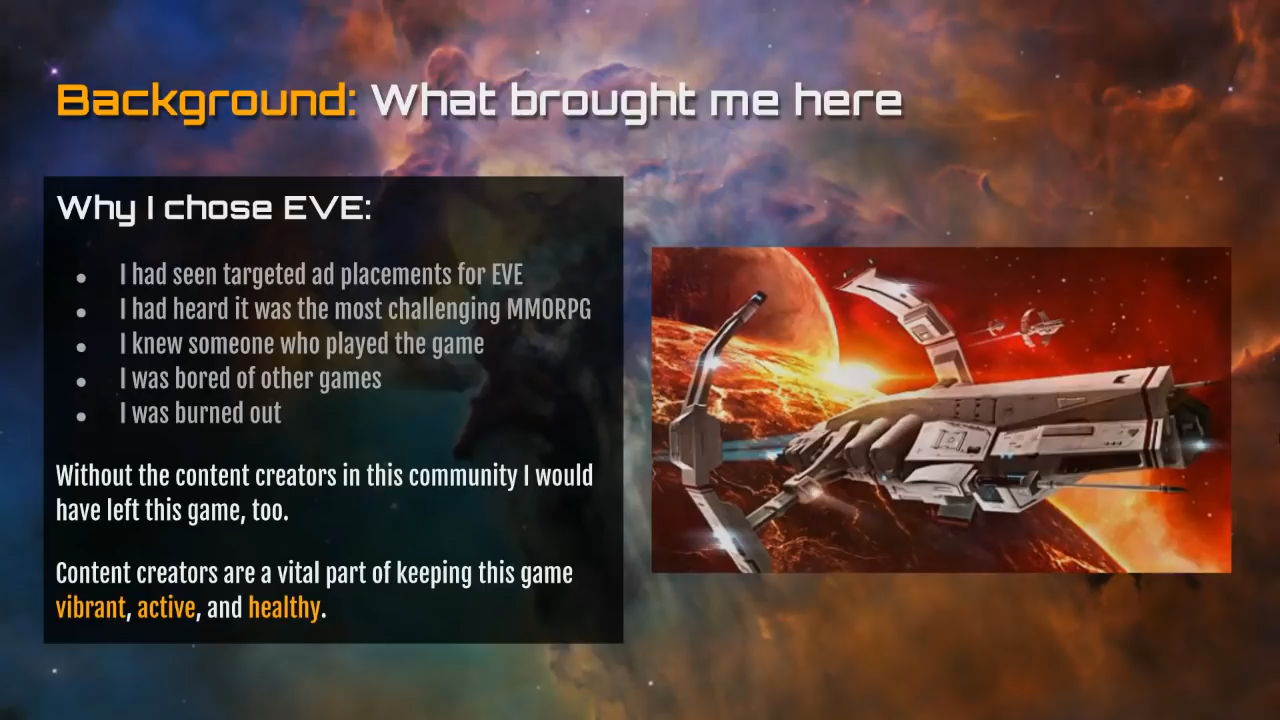 Background: What brought me here
Why I chose EVE:
● I had seen targeted ad placements for EVE
● I had heard it was the most challenging MMORPG
● I knew someone who played the game
● I was bored of other games
● I was burned out
Without the content creators in this community I would
have left this game, too.
Content creators are a vital part of keeping this game
vibrant, active, and healthy.